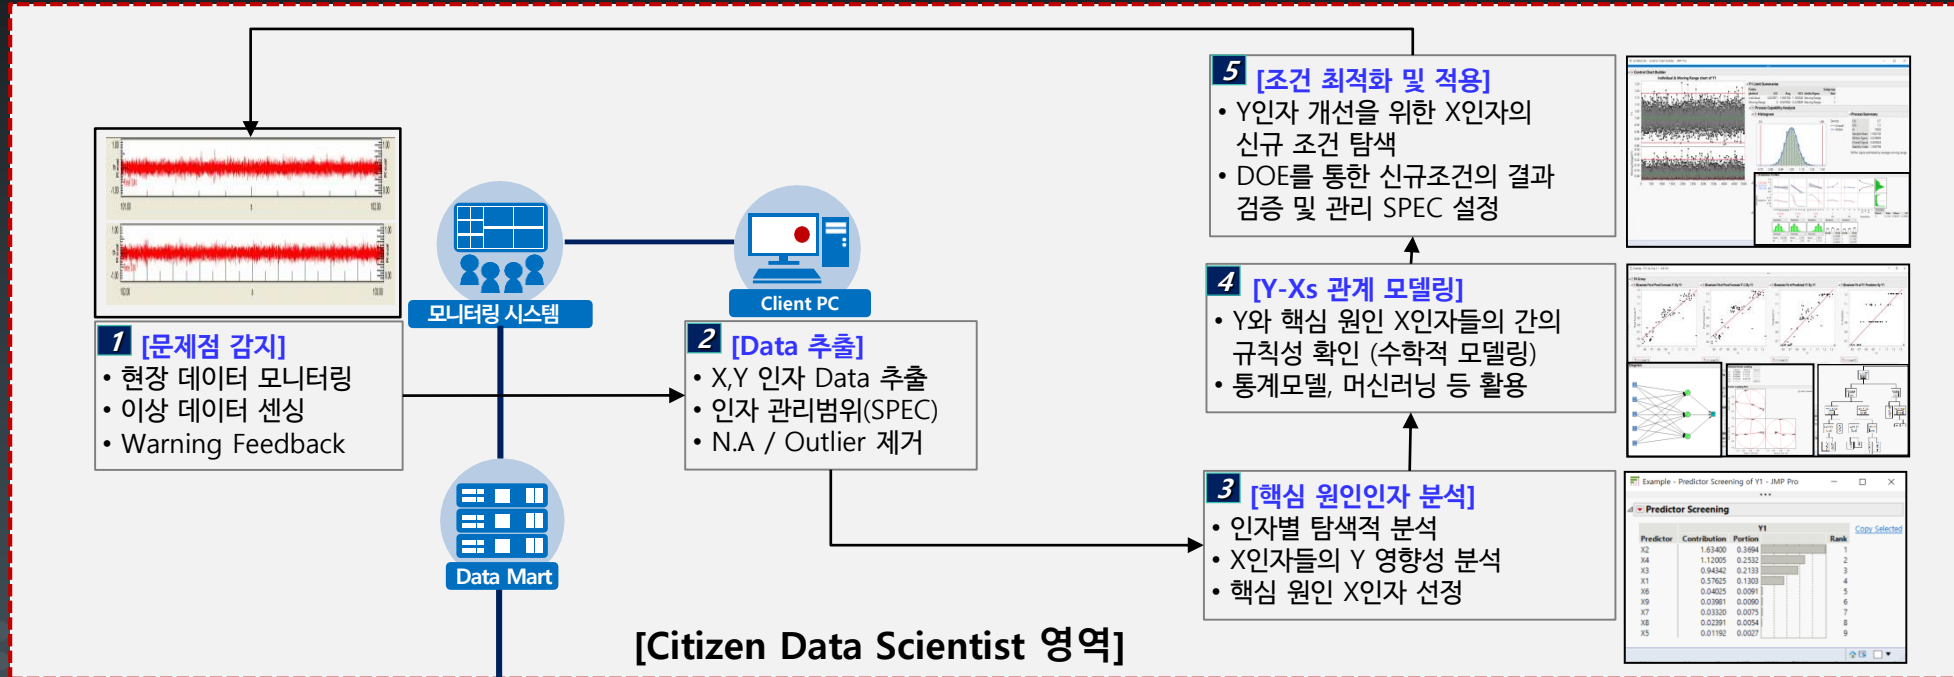 모니터링 시스템
Client PC
Data Mart
1 [문제점 감지]
• 현장 데이터 모니터링
• 이상 데이터 센싱
• Warning Feedback
2 [Data 추출]
• X,Y 인자 Data 추출
• 인자 관리범위(SPEC)
• N.A / Outlier 제거
3 [핵심 원인인자 분석]
• 인자별 탐색적 분석
• X인자들의 Y 영향성 분석
• 핵심 원인 X인자 선정
4 [Y-Xs 관계 모델링]
• Y와 핵심 원인 X인자들의 간의
규칙성 확인 (수학적 모델링)
• 통계모델, 머신러닝 등 활용
5 [조건 최적화 및 적용]
• Y인자 개선을 위한 X인자의
신규 조건 탐색
• DOE를 통한 신규조건의 결과
검증 및 관리 SPEC 설정
Example - Predictor Screening of Y1 - JMP Pro
Predictor Screening
Y1
Copy Selected
Predictor Contribution Portion Rank
X2 1.63400 0.3694 1
X4 1.12005 0.2532 2
X3 0.94342 0.2133 3
X1 0.57625 0.1303 4
X6 0.04025 0.0091 5
X9 0.03981 0.0090 6
X7 0.03320 0.0075 7
X8 0.02391 0.0054 8
X5 0.01192 0.0027 9
[Citizen Data Scientist 영역]